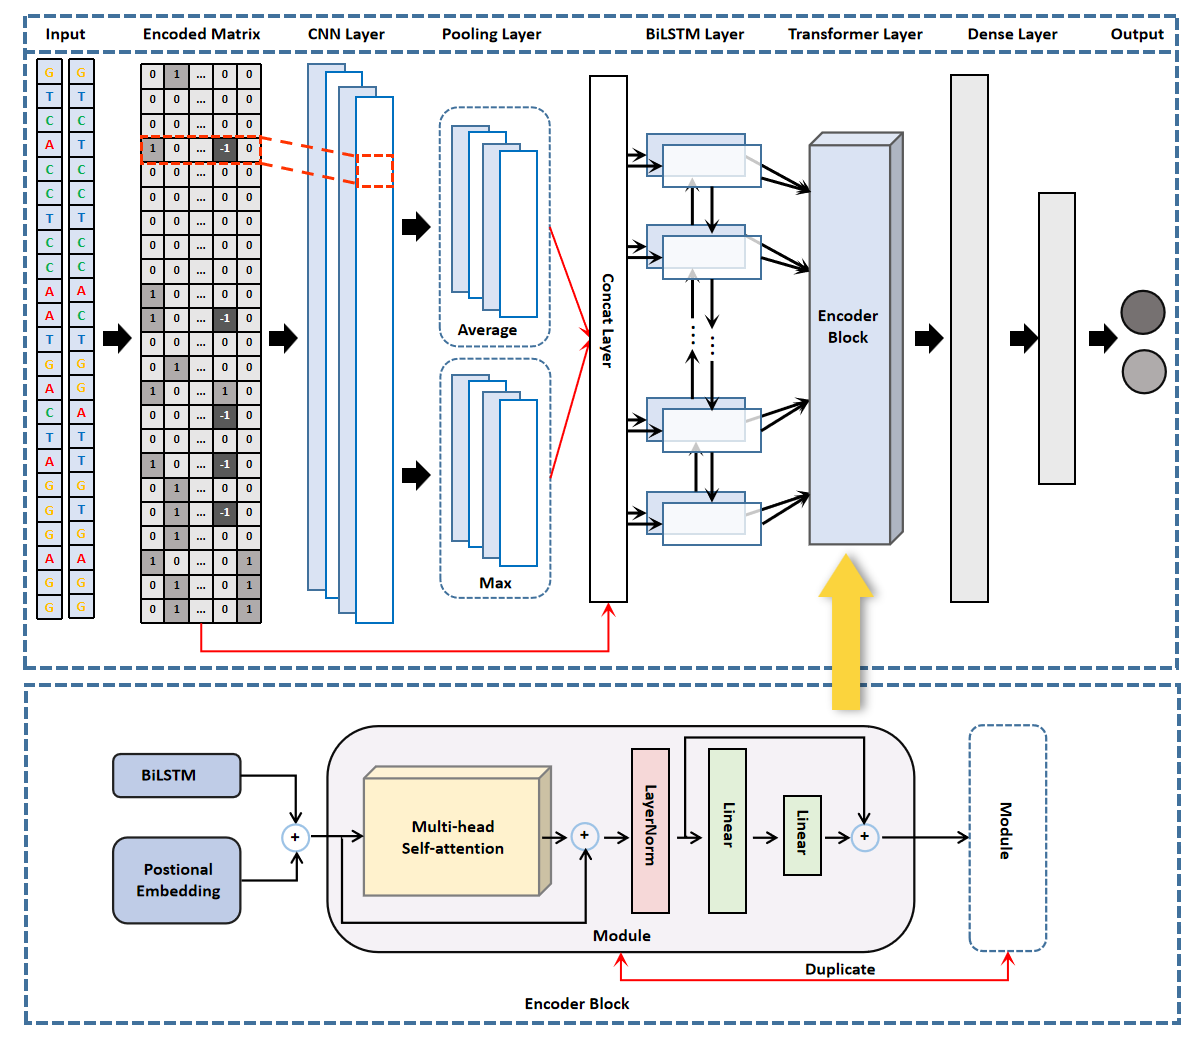 Input Encoded Matrix CNN Layer Pooling Layer BiLSTM Layer Transformer Layer Dense Layer Output
G G 0 1 ... 0 0
T T 0 0 ... 0 0
C C 0 0 ... 0 0
A T 1 0 ... -1 0
C C 0 0 ... 0 0
C C 0 0 ... 0 0
T T 0 0 ... 0 0
C C 0 0 ... 0 0
C C 0 0 ... 0 0
A A 1 0 ... 0 0
A C 1 0 ... -1 0
T T 0 0 ... 0 0
G G 0 1 ... 0 0
A G 1 0 ... 1 0
C A 0 0 ... -1 0
T T 0 0 ... 0 0
A T 1 0 ... -1 0
G G 0 1 ... 0 0
G T 0 1 ... -1 0
G G 0 1 ... 0 0
A A 1 0 ... 0 1
G G 0 1 ... 0 1
G G 0 1 ... 0 1
Average
Max
Concat Layer
...
...
Encoder
Block
BiLSTM
Postional
Embedding
+
Multi-head
Self-attention
+
LayerNorm
Linear
Linear
+
Module
Module
Duplicate
Encoder Block